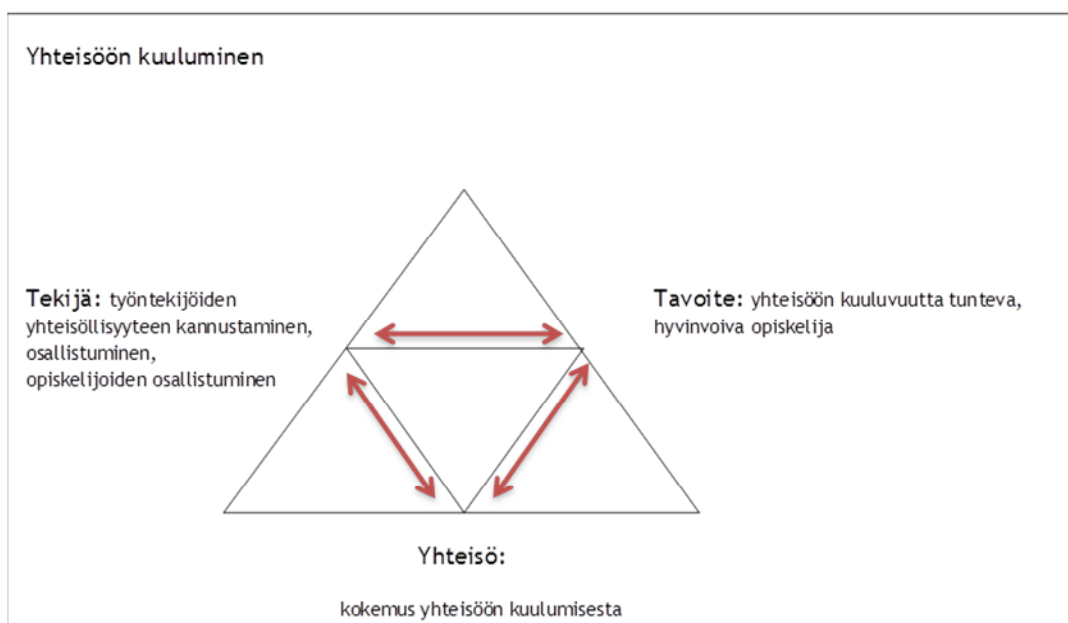 Yhteisöön kuuluminen
Tekijä: työntekijöiden
yhteisöllisyyteen kannustaminen,
osallistuminen,
opiskelijoiden osallistuminen
Tavoite: yhteisöön kuuluvuutta tunteva,
hyvinvoiva opiskelija
Yhteisö:
kokemus yhteisöön kuulumisesta